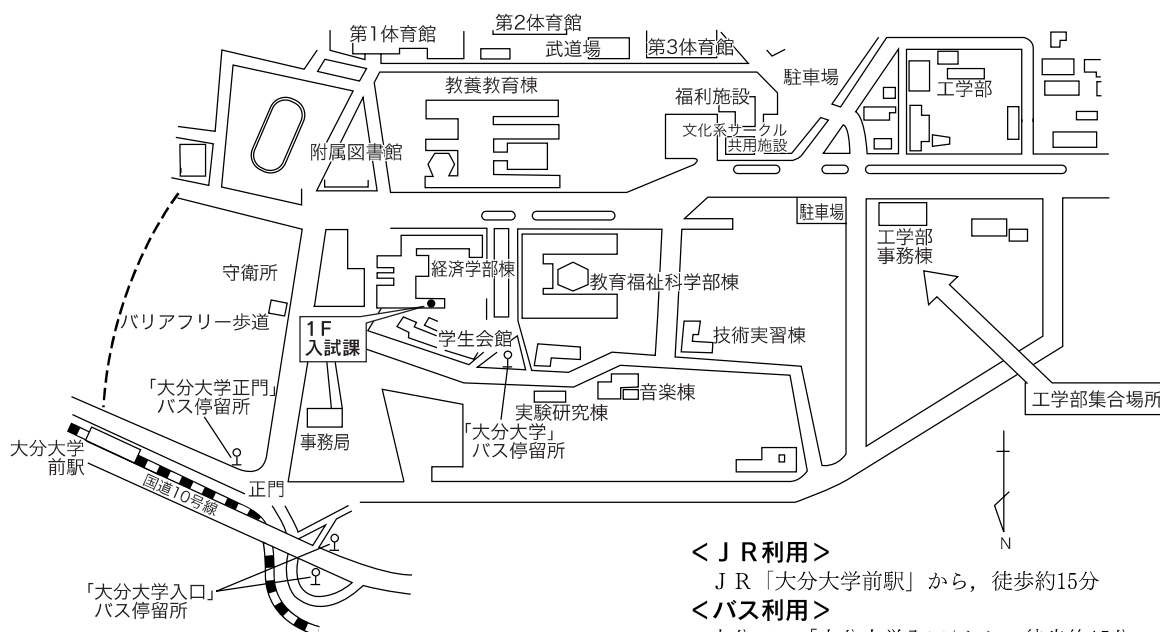 第1体育館
第2体育館
武道場
第3体育館
駐車場
教養教育棟
福利施設
工学部
文化系サークル
共用施設
附属図書館
駐車場
工学部
事務棟
守衛所
経済学部棟
教育福祉科学部棟
バリアフリー歩道
1F
入試課
学生会館
技術実習棟
「大分大学正門」
バス停留所
音楽棟
工学部集合場所
実験研究棟
事務局
「大分大学」
バス停留所
大分大学
前駅
国道10号線
正門
N
「大分大学入口」
バス停留所
＜ＪＲ利用＞
ＪＲ「大分大学前駅」から，徒歩約15分
＜バス利用＞